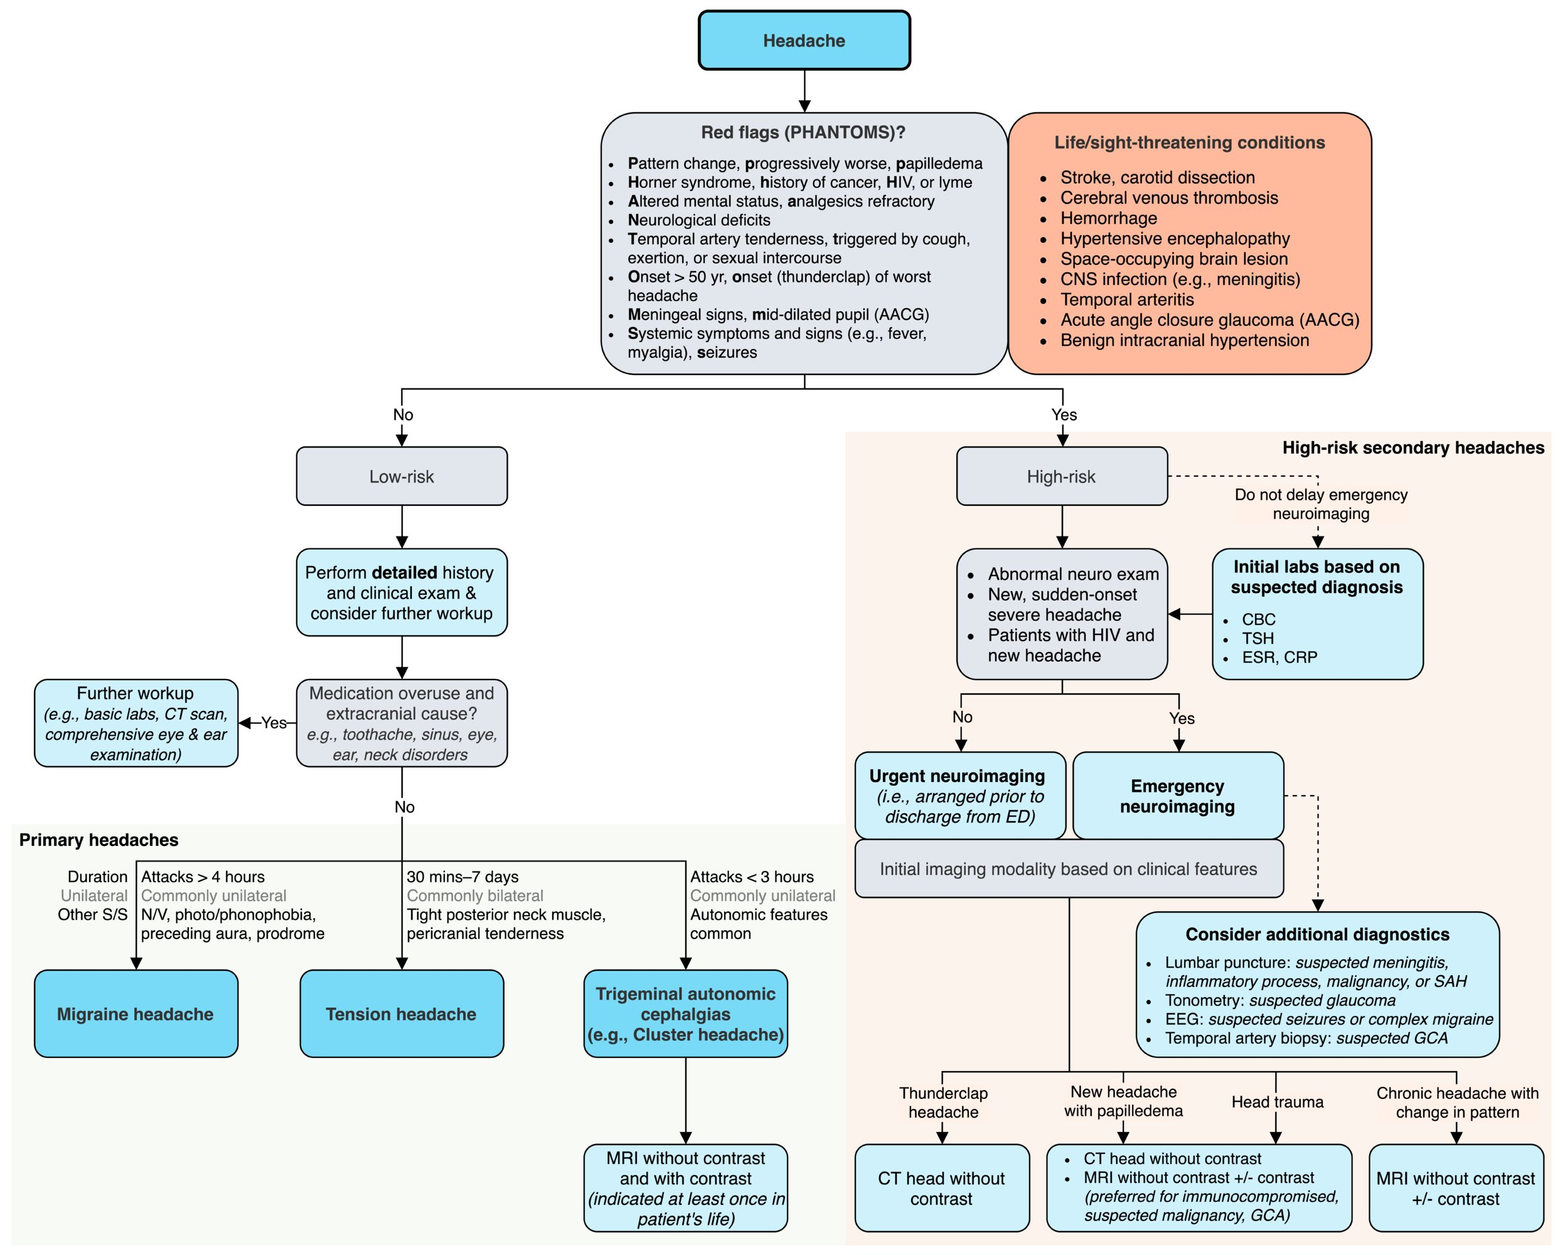 Headache
Red flags (PHANTOMS)?
• Pattern change, progressively worse, papilledema
• Horner syndrome, history of cancer, HIV, or lyme
• Altered mental status, analgesics refractory
• Neurological deficits
• Temporal artery tenderness, triggered by cough,
exertion, or sexual intercourse
• Onset > 50 yr, onset (thunderclap) of worst
headache
• Meningeal signs, mid-dilated pupil (AACG)
• Systemic symptoms and signs (e.g., fever,
myalgia), seizures
Life/sight-threatening conditions
• Stroke, carotid dissection
• Cerebral venous thrombosis
• Hemorrhage
• Hypertensive encephalopathy
• Space-occupying brain lesion
• CNS infection (e.g., meningitis)
• Temporal arteritis
• Acute angle closure glaucoma (AACG)
• Benign intracranial hypertension
No
Yes
Low-risk
Perform detailed history
and clinical exam &
consider further workup
Medication overuse and
extracranial cause?
e.g., toothache, sinus, eye,
ear, neck disorders
Yes
Further workup
(e.g., basic labs, CT scan,
comprehensive eye & ear
examination)
No
Primary headaches
Duration
Unilateral
Other S/S
Attacks > 4 hours
Commonly unilateral
N/V, photo/phonophobia,
preceding aura, prodrome
30 mins–7 days
Commonly bilateral
Tight posterior neck muscle,
pericranial tenderness
Attacks < 3 hours
Commonly unilateral
Autonomic features
common
Migraine headache
Tension headache
Trigeminal autonomic
cephalgias
(e.g., Cluster headache)
MRI without contrast
and with contrast
(indicated at least once in
patient's life)
High-risk secondary headaches
High-risk
Do not delay emergency
neuroimaging
• Abnormal neuro exam
• New, sudden-onset
severe headache
• Patients with HIV and
new headache
Initial labs based on
suspected diagnosis
• CBC
• TSH
• ESR, CRP
No
Yes
Urgent neuroimaging
(i.e., arranged prior to
discharge from ED)
Emergency
neuroimaging
Initial imaging modality based on clinical features
Consider additional diagnostics
• Lumbar puncture: suspected meningitis,
inflammatory process, malignancy, or SAH
• Tonometry: suspected glaucoma
• EEG: suspected seizures or complex migraine
• Temporal artery biopsy: suspected GCA
Thunderclap
headache
New headache
with papilledema
Head trauma
Chronic headache with
change in pattern
CT head without
contrast
• CT head without contrast
• MRI without contrast +/- contrast
(preferred for immunocompromised,
suspected malignancy, GCA)
MRI without contrast
+/- contrast